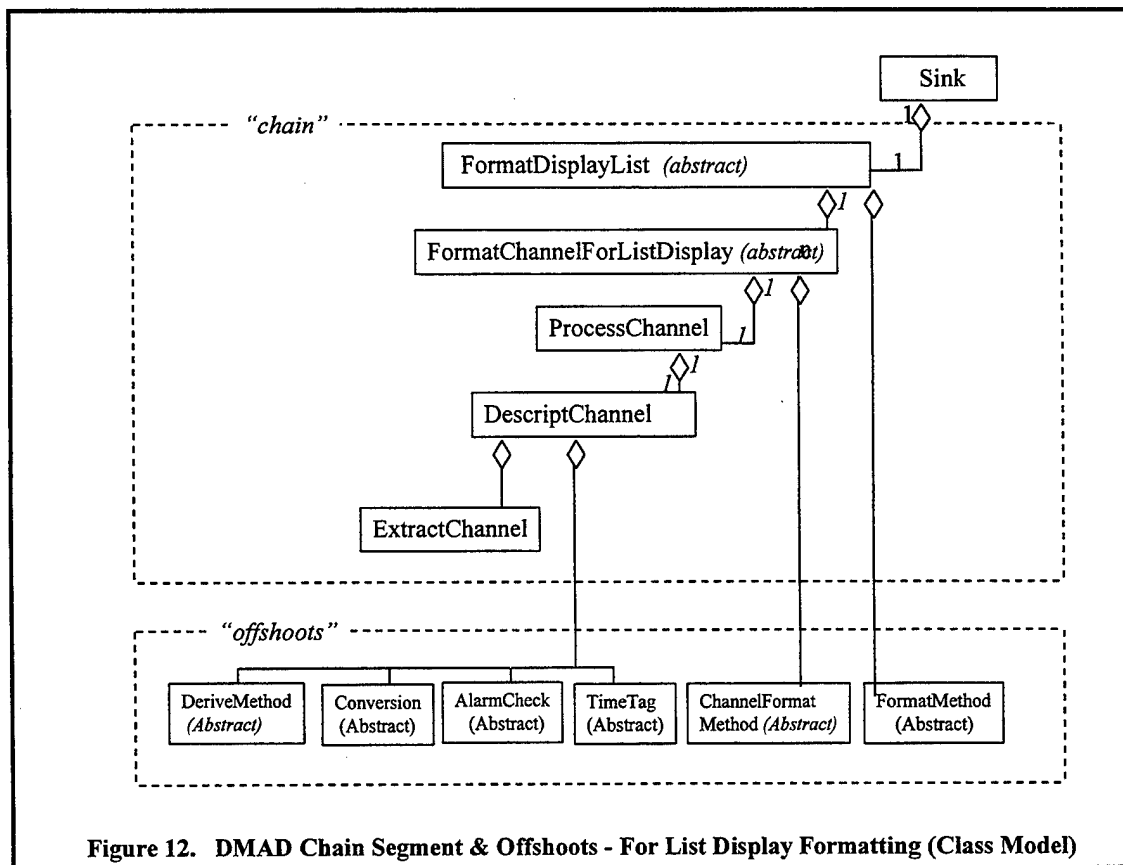 Sink
"chain"
1
FormatDisplayList (abstract)
1
1
FormatChannelForListDisplay (abstract)
1
ProcessChannel
1
1
1
DescriptChannel
ExtractChannel
"offshoots"
DeriveMethod
(Abstract)
Conversion
(Abstract)
AlarmCheck
(Abstract)
TimeTag
(Abstract)
ChannelFormat
Method (Abstract)
FormatMethod
(Abstract)
Figure 12. DMAD Chain Segment & Offshoots - For List Display Formatting (Class Model)